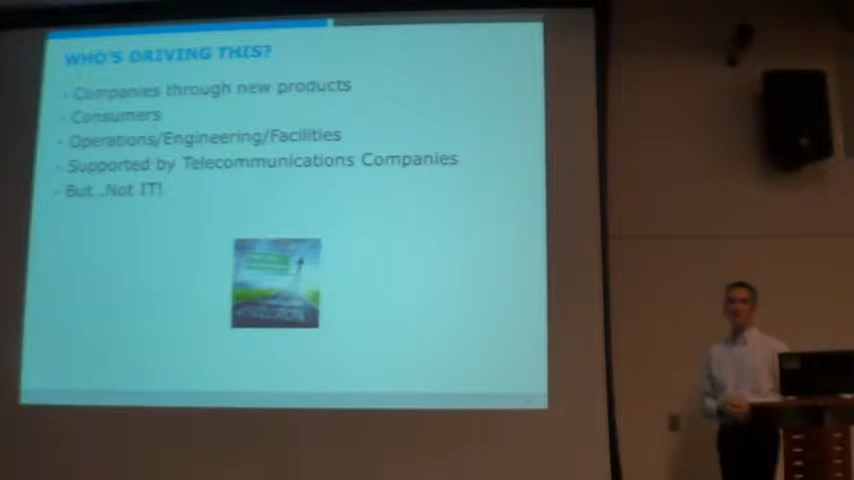 WHO'S DRIVING THIS?
- Companies through new products
- Consumers
- Operations/Engineering/Facilities
- Supported by Telecommunications Companies
- But...Not IT!